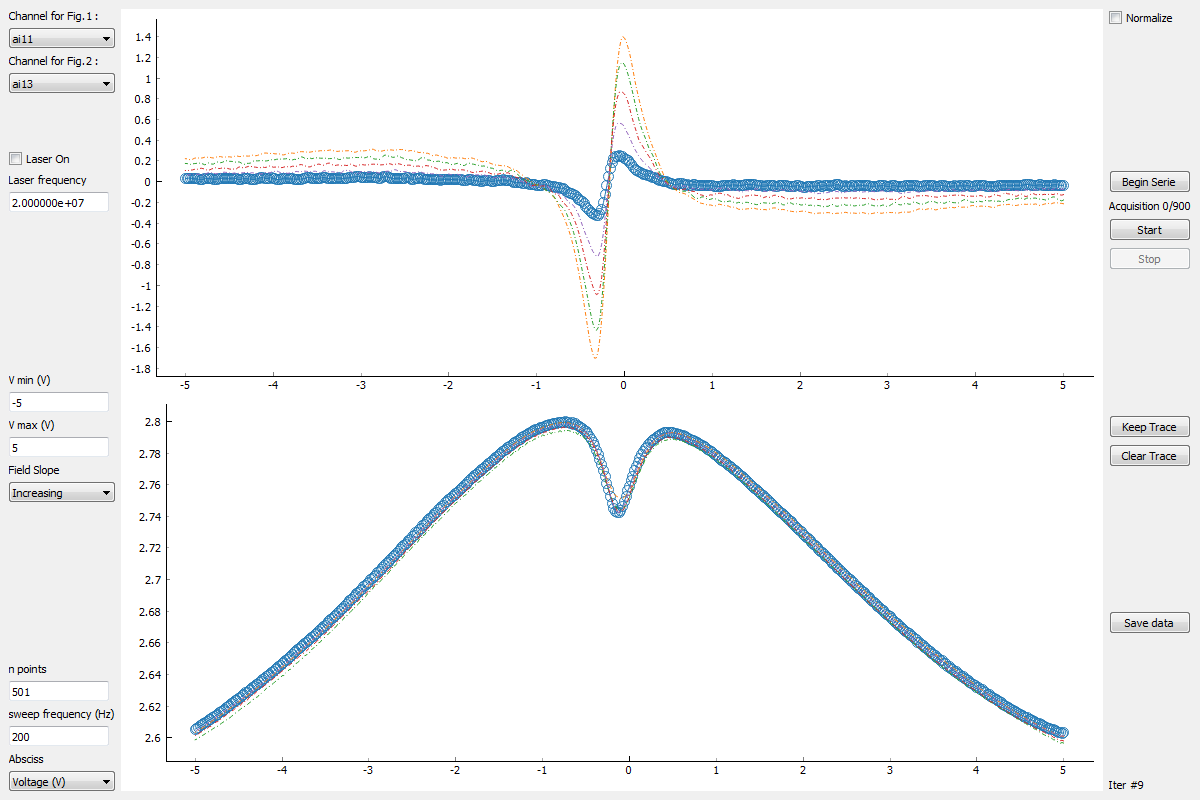 Channel for Fig.1 :
ai11
Channel for Fig.2 :
ai13
Laser On
Laser frequency
2.000000e+07
V min (V)
-5
V max (V)
5
Field Slope
Increasing
n points
501
sweep frequency (Hz)
200
Absciss
Voltage (V)
1.4
1.2
1
0.8
0.6
0.4
0.2
0
-0.2
-0.4
-0.6
-0.8
-1
-1.2
-1.4
-1.6
-1.8
-5 -4 -3 -2 -1 0 1 2 3 4 5
2.8
2.78
2.76
2.74
2.72
2.7
2.68
2.66
2.64
2.62
2.6
-5 -4 -3 -2 -1 0 1 2 3 4 5
Normalize
Begin Serie
Acquisition 0/900
Start
Stop
Keep Trace
Clear Trace
Save data
Iter #9